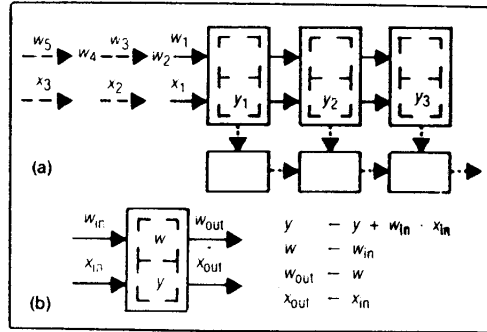 w5 w4 w3 w2 w1
x3 x2 x1
y1 y2 y3
(a)
win w wout
xin y xout
(b)
y – y + win · xin
w – win
wout – w
xout – xin